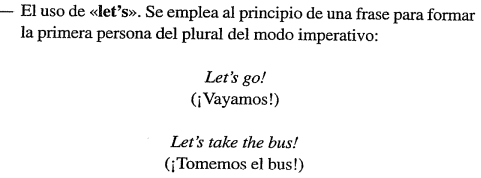 — El uso de «let's». Se emplea al principio de una frase para formar
la primera persona del plural del modo imperativo:
Let's go!
(¡Vayamos!)
Let's take the bus!
(¡Tomemos el bus!)